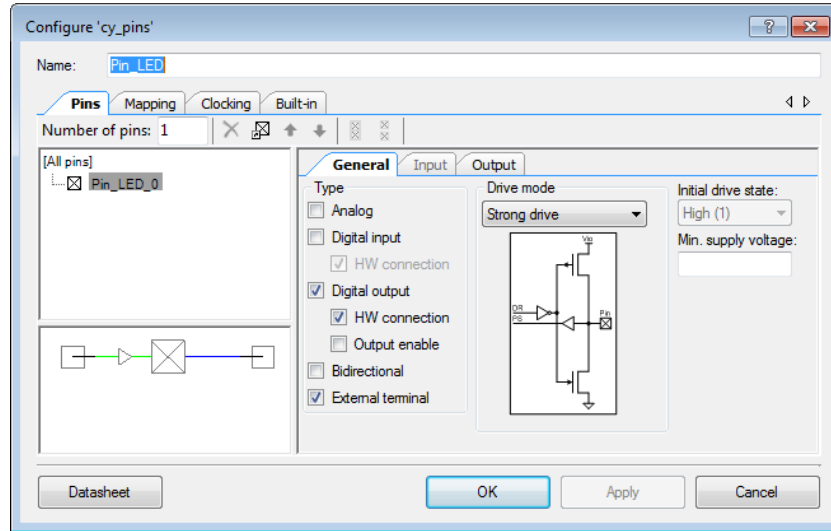 Configure 'cy_pins'
Name: Pin_LED
Pins Mapping Clocking Built-in
Number of pins: 1
[All pins]
Pin_LED_0
General Input Output
Type
Analog
Digital input
HW connection
Digital output
HW connection
Output enable
Bidirectional
External terminal
Drive mode
Strong drive
Vio
DR
PS
Pin
Initial drive state:
High (1)
Min. supply voltage:
Datasheet OK Apply Cancel